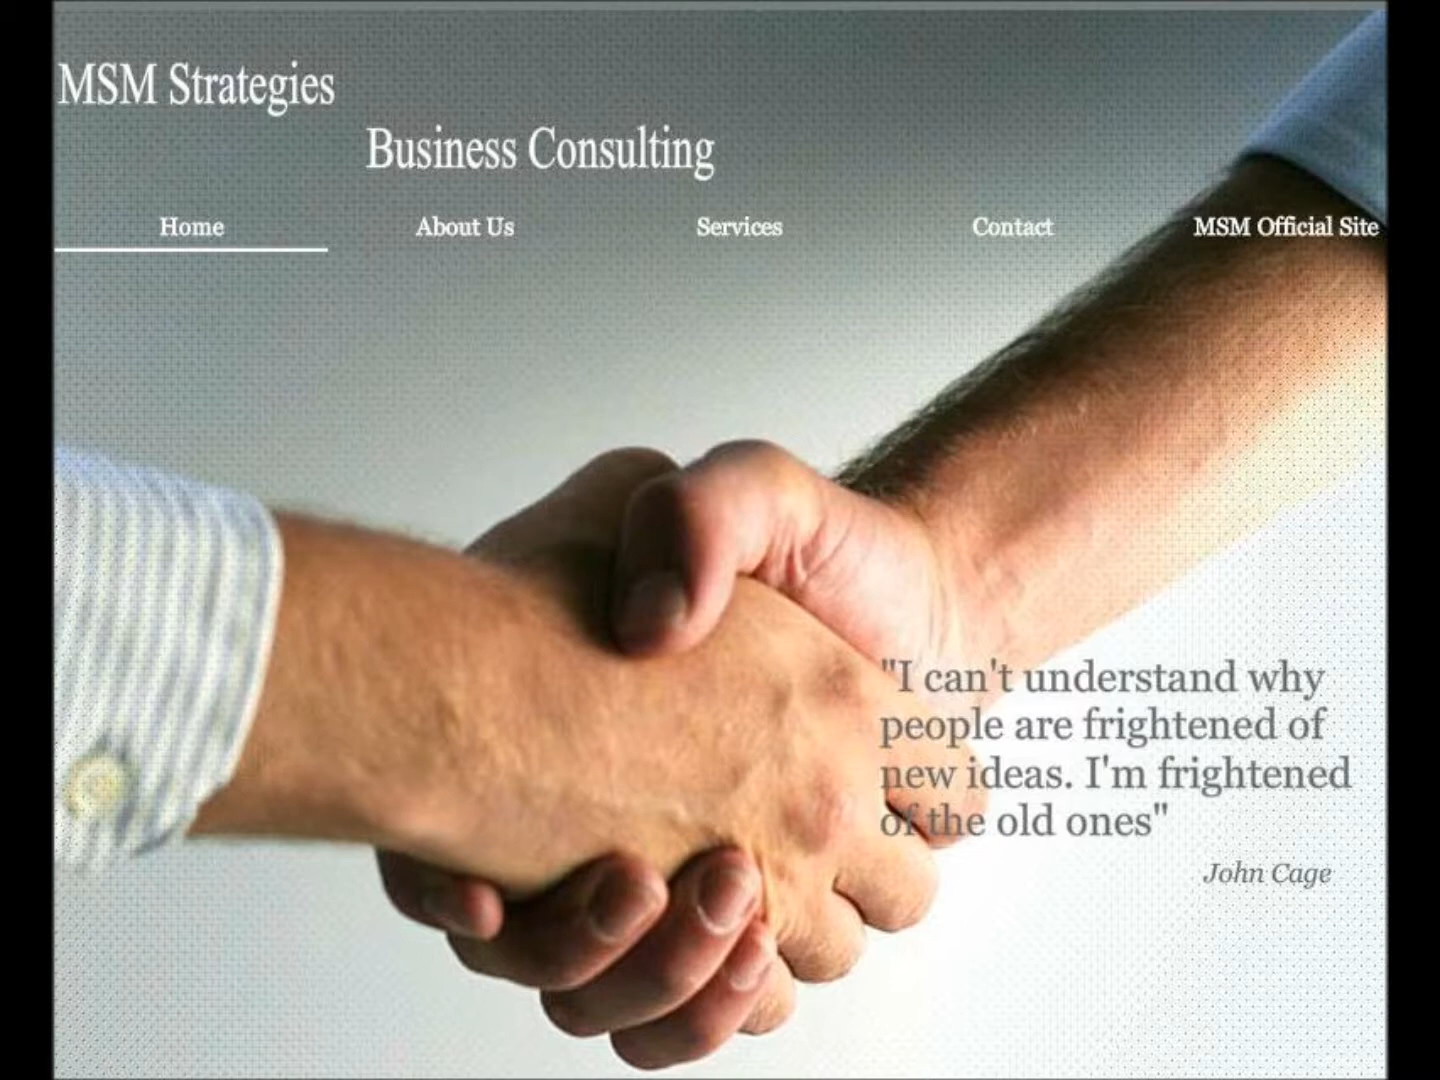 MSM Strategies
Business Consulting
Home About Us Services Contact MSM Official Site
"I can't understand why
people are frightened of
new ideas. I'm frightened
of the old ones"
John Cage